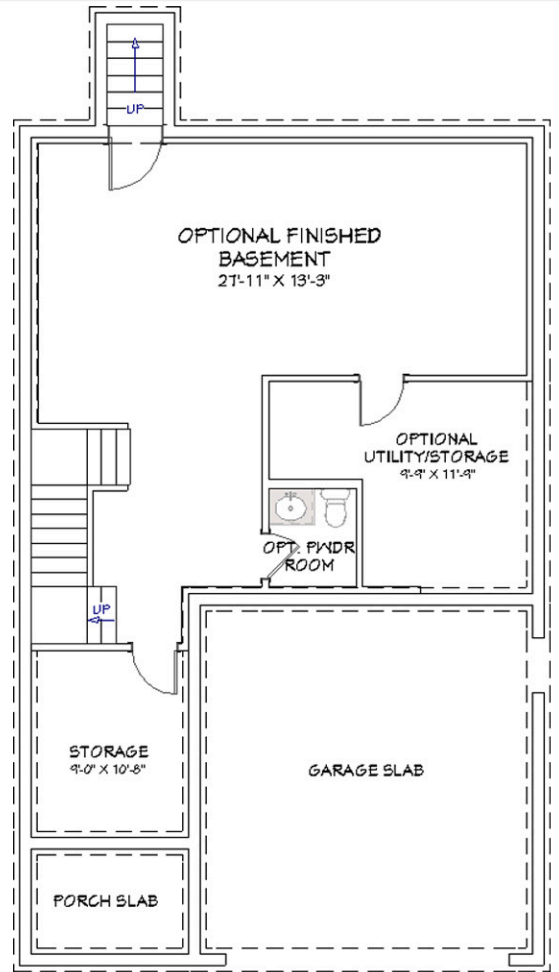 UP
OPTIONAL FINISHED
BASEMENT
27'-11" X 13'-3"
OPTIONAL
UTILITY/STORAGE
9'-9" X 11'-9"
OPT. PWDR
ROOM
UP
STORAGE
9'-0" X 10'-8"
GARAGE SLAB
PORCH SLAB